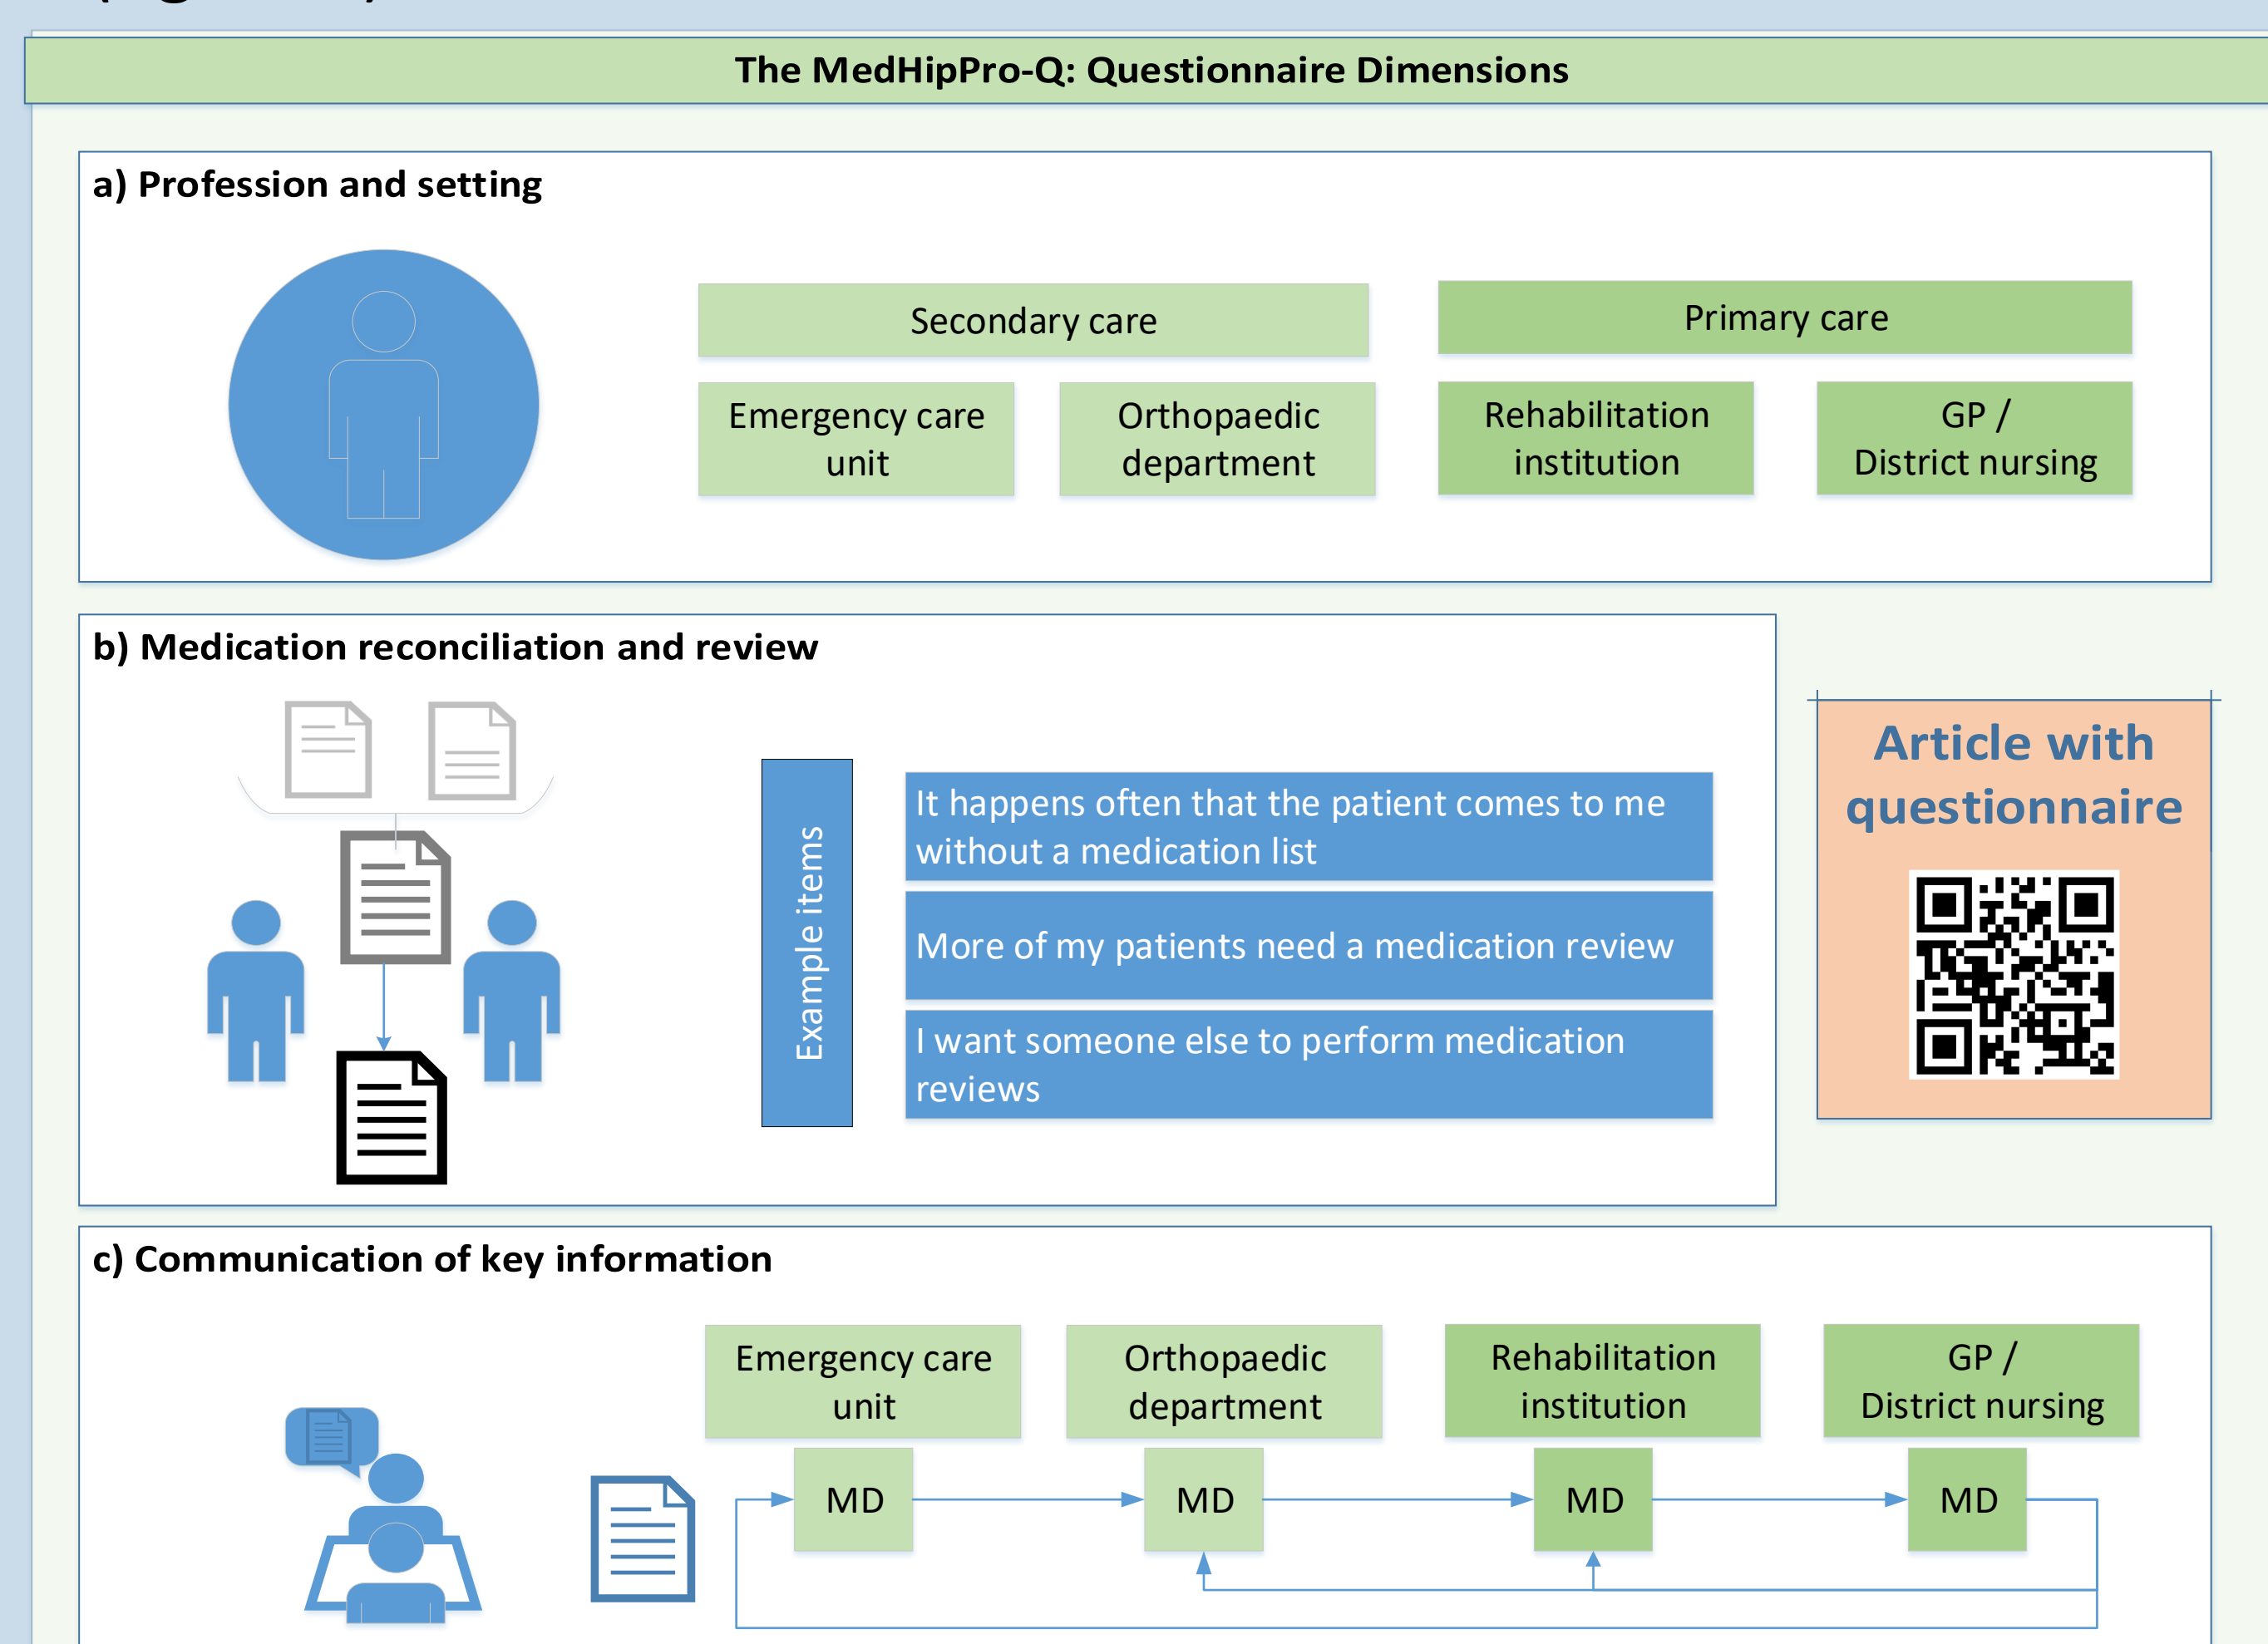 The MedHipPro-Q: Questionnaire Dimensions
a) Profession and setting
Secondary care
Primary care
Emergency care
unit
Orthopaedic
department
Rehabilitation
institution
GP /
District nursing
b) Medication reconciliation and review
Example items
It happens often that the patient comes to me
without a medication list
More of my patients need a medication review
I want someone else to perform medication
reviews
Article with
questionnaire
c) Communication of key information
Emergency care
unit
Orthopaedic
department
Rehabilitation
institution
GP /
District nursing
MD
MD
MD
MD